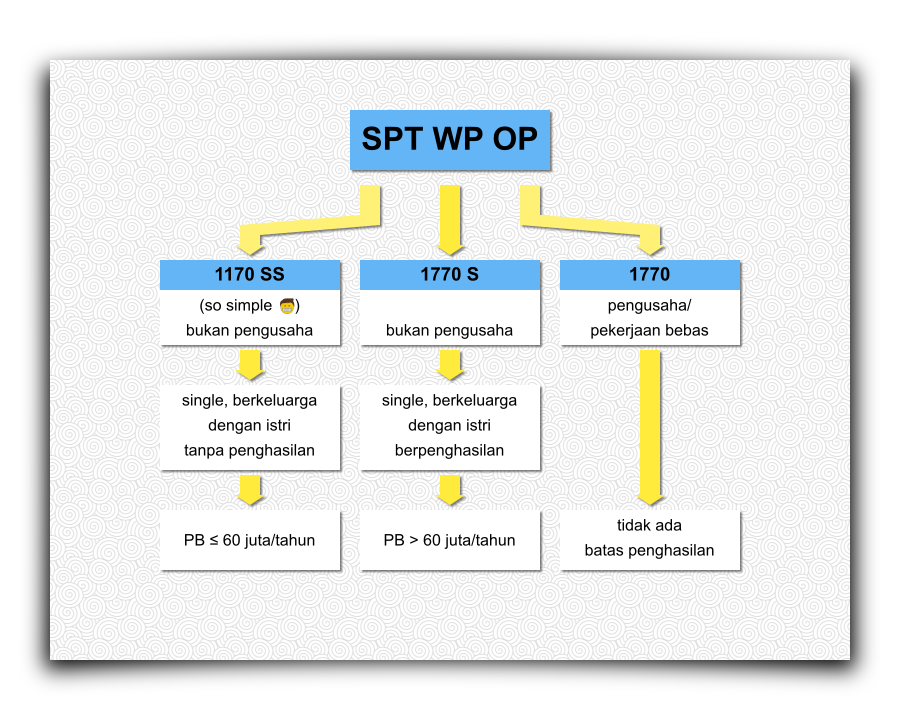 SPT WP OP
1170 SS
(so simple 😁)
bukan pengusaha
single, berkeluarga
dengan istri
tanpa penghasilan
PB ≤ 60 juta/tahun
1770 S
bukan pengusaha
single, berkeluarga
dengan istri
berpenghasilan
PB > 60 juta/tahun
1770
pengusaha/
pekerjaan bebas
tidak ada
batas penghasilan